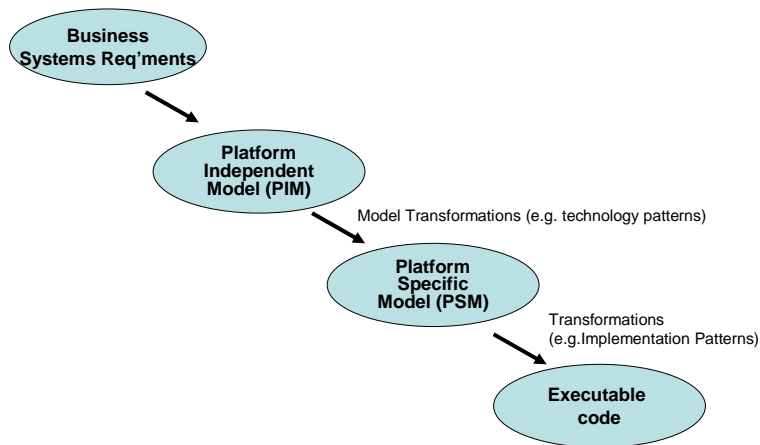 Business
Systems Req'ments
Platform
Independent
Model (PIM)
Model Transformations (e.g. technology patterns)
Platform
Specific
Model (PSM)
Transformations
(e.g.Implementation Patterns)
Executable
code